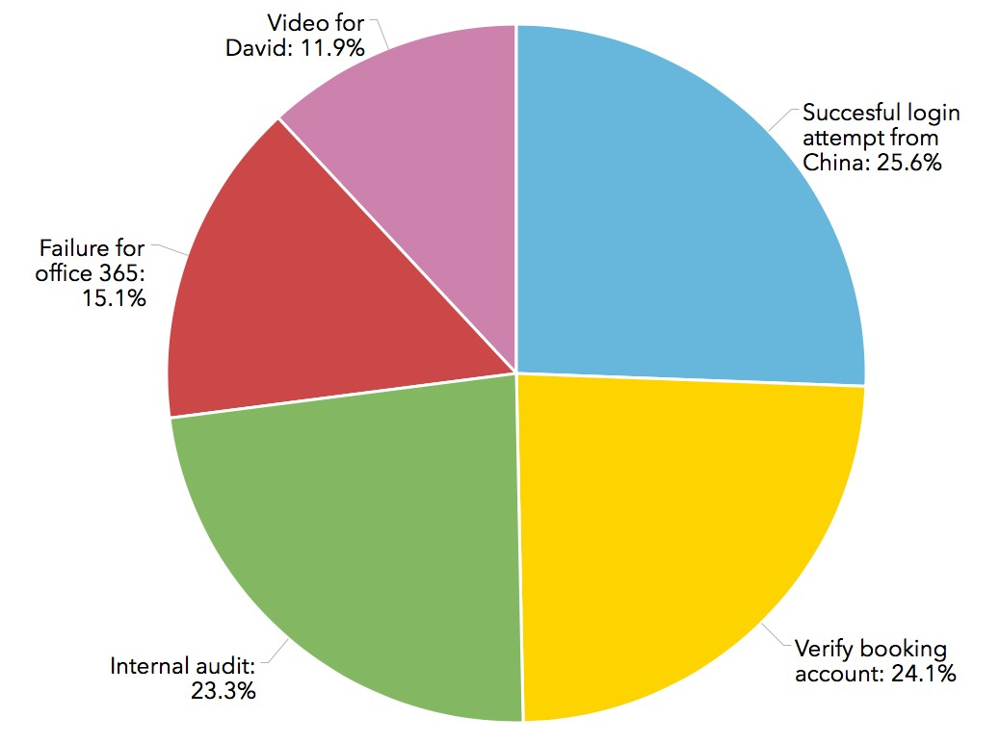 Video for
David: 11.9%
Succesful login
attempt from
China: 25.6%
Failure for
office 365:
15.1%
Verify booking
account: 24.1%
Internal audit:
23.3%